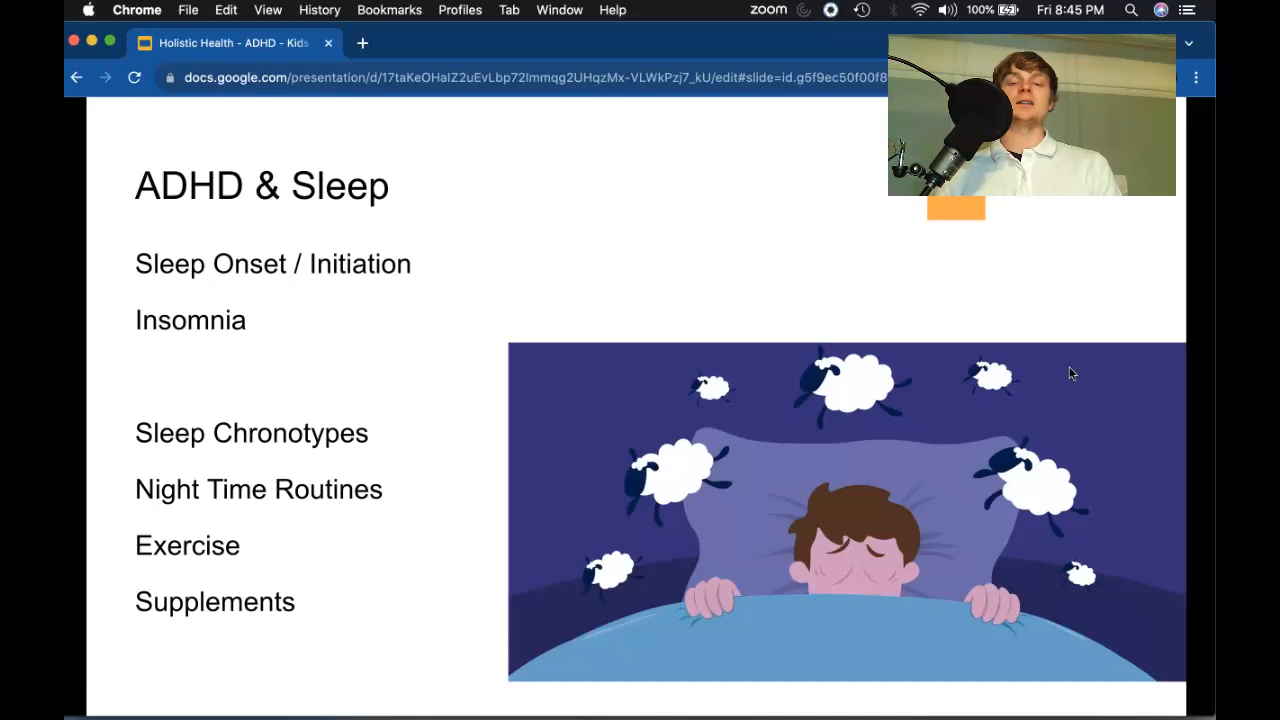 Chrome File Edit View History Bookmarks Profiles Tab Window Help zoom 100% Fri 8:45 PM
Holistic Health - ADHD - Kids
docs.google.com/presentation/d/17taKeOHalZ2uEvLbp72lmmqg2UHqzMx-VLWkPzj7_kU/edit#slide=id.g5f9ec50f00f8
ADHD & Sleep
Sleep Onset / Initiation
Insomnia
Sleep Chronotypes
Night Time Routines
Exercise
Supplements